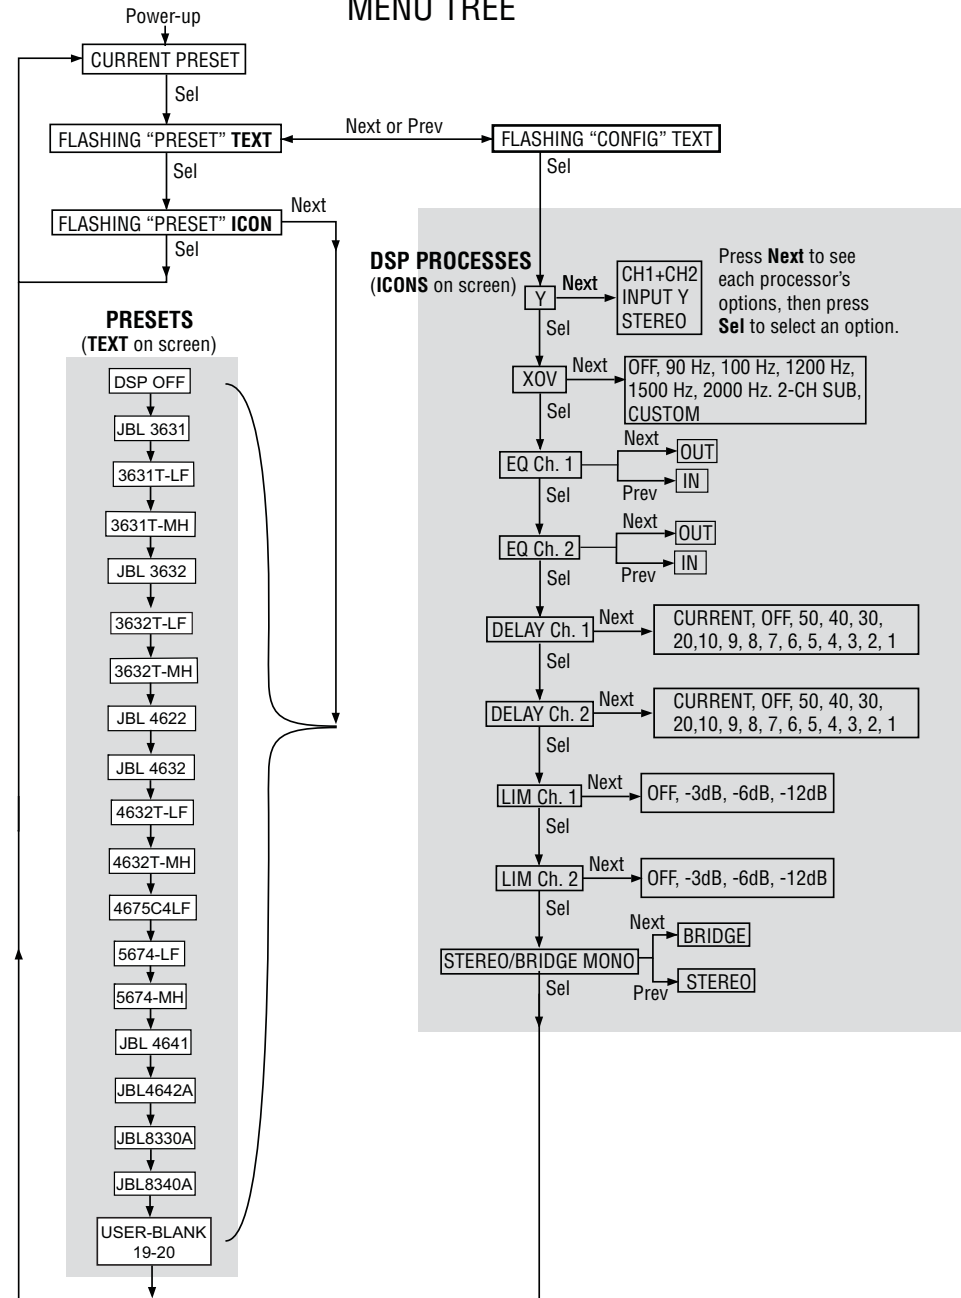 MENU TREE
Power-up
CURRENT PRESET
Sel
FLASHING “PRESET” TEXT
Next or Prev
FLASHING “CONFIG” TEXT
Sel
Sel
FLASHING “PRESET” ICON
Next
Sel
PRESETS
(TEXT on screen)
DSP OFF
JBL 3631
3631T-LF
3631T-MH
JBL 3632
3632T-LF
3632T-MH
JBL 4622
JBL 4632
4632T-LF
4632T-MH
4675C4LF
5674-LF
5674-MH
JBL 4641
JBL4642A
JBL8330A
JBL8340A
USER-BLANK
19-20
DSP PROCESSES
(ICONS on screen)
Y
Next
CH1+CH2
INPUT Y
STEREO
Press Next to see
each processor's
options, then press
Sel to select an option.
Sel
XOV
Next
OFF, 90 Hz, 100 Hz, 1200 Hz,
1500 Hz, 2000 Hz. 2-CH SUB,
CUSTOM
Sel
EQ Ch. 1
Next
OUT
Prev
IN
Sel
EQ Ch. 2
Next
OUT
Prev
IN
Sel
DELAY Ch. 1
Next
CURRENT, OFF, 50, 40, 30,
20,10, 9, 8, 7, 6, 5, 4, 3, 2, 1
Sel
DELAY Ch. 2
Next
CURRENT, OFF, 50, 40, 30,
20,10, 9, 8, 7, 6, 5, 4, 3, 2, 1
Sel
LIM Ch. 1
Next
OFF, -3dB, -6dB, -12dB
Sel
LIM Ch. 2
Next
OFF, -3dB, -6dB, -12dB
Sel
STEREO/BRIDGE MONO
Next
BRIDGE
Prev
STEREO
Sel